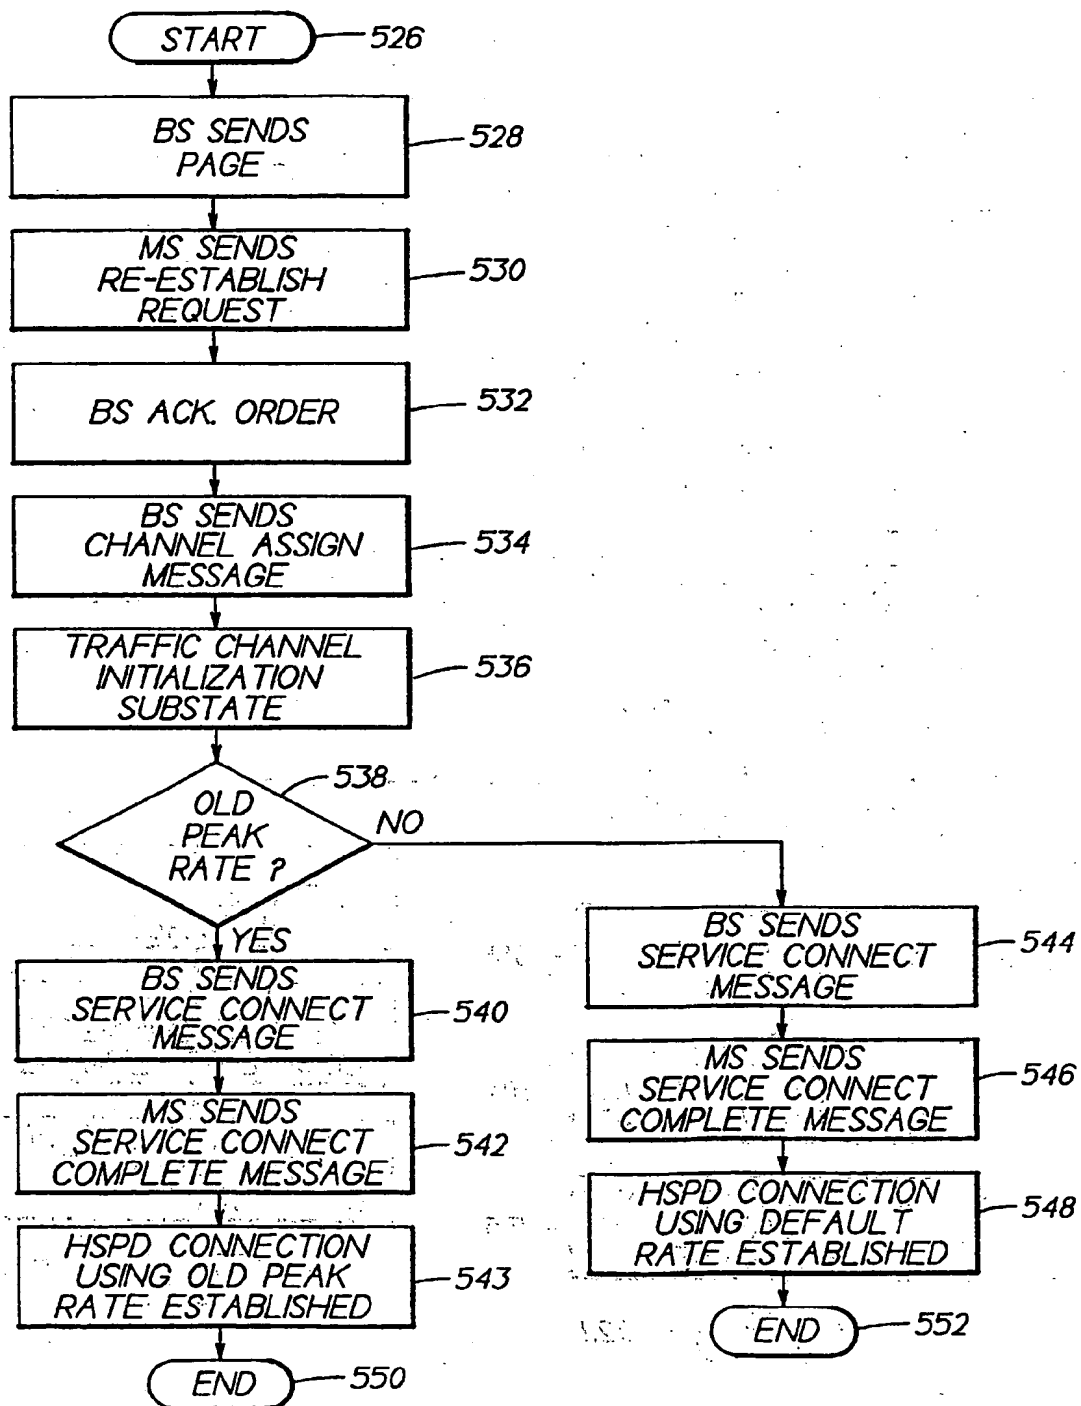 START
526
BS SENDS
PAGE
528
MS SENDS
RE-ESTABLISH
REQUEST
530
BS ACK. ORDER
532
BS SENDS
CHANNEL ASSIGN
MESSAGE
534
TRAFFIC CHANNEL
INITIALIZATION
SUBSTATE
536
538
OLD
PEAK
RATE ?
NO
YES
BS SENDS
SERVICE CONNECT
MESSAGE
540
MS SENDS
SERVICE CONNECT
COMPLETE MESSAGE
542
HSPD CONNECTION
USING OLD PEAK
RATE ESTABLISHED
543
END
550
BS SENDS
SERVICE CONNECT
MESSAGE
544
MS SENDS
SERVICE CONNECT
COMPLETE MESSAGE
546
HSPD CONNECTION
USING DEFAULT
RATE ESTABLISHED
548
END
552